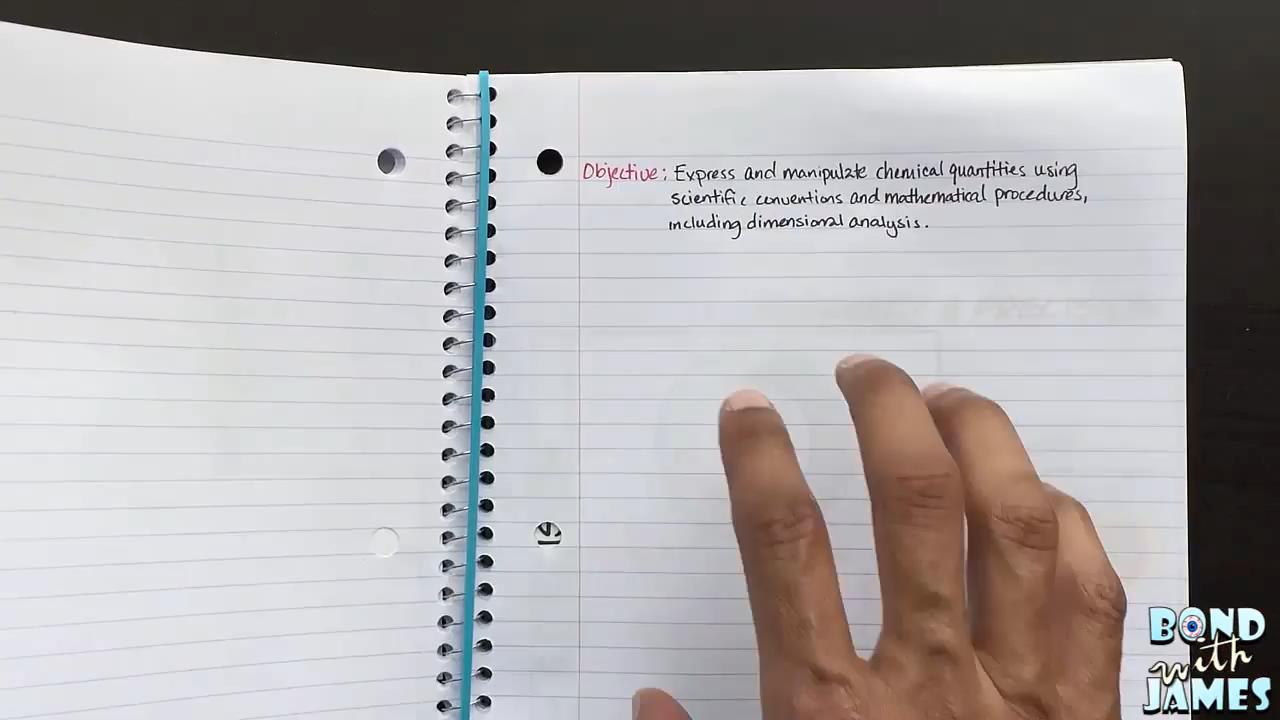 Objective: Express and manipulate chemical quantities using
scientific conventions and mathematical procedures,
including dimensional analysis.
BOND
with
JAMES